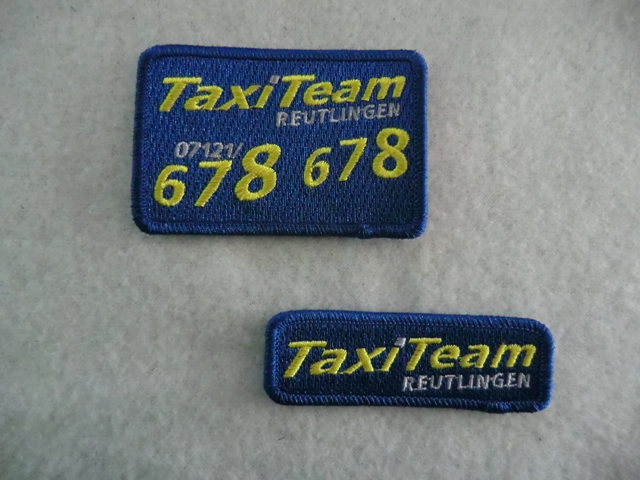 TaxiTeam
REUTLINGEN
07121/
678 678
TaxiTeam
REUTLINGEN